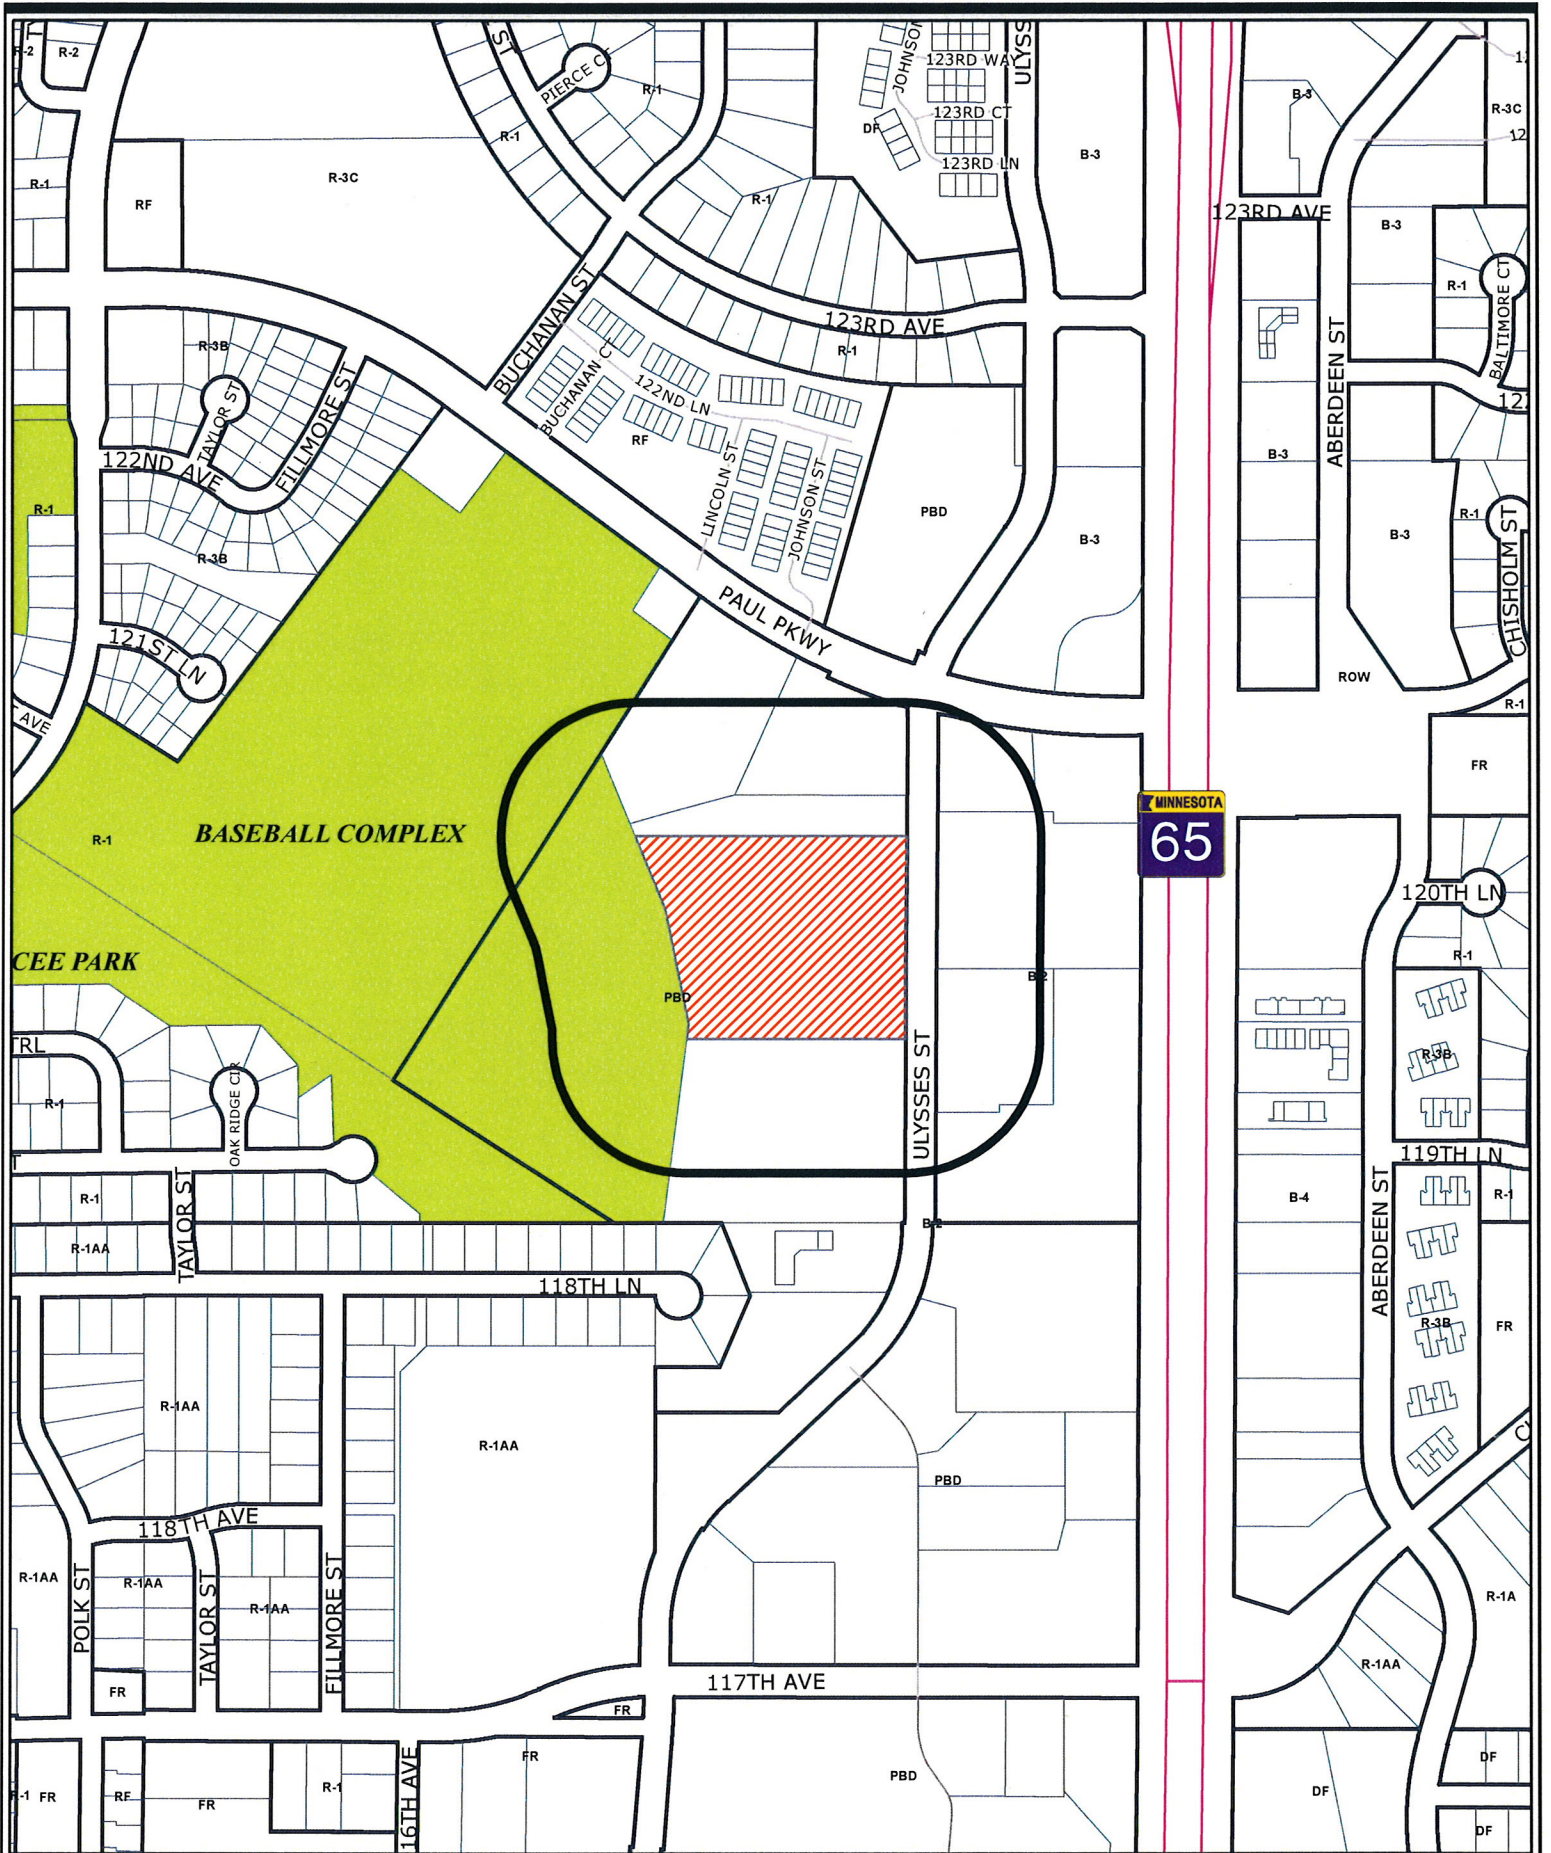 R-2
R-2
ST
PIERCE CT
R-1
R-1
JOHNSON
123RD WAY
ULYSS
123RD CT
DF
123RD LN
B-3
B-3
R-3C
R-1
RF
R-3C
R-1
123RD AVE
B-3
R-1
BALTIMORE CT
BUCHANAN ST
123RD AVE
R-1
R-3B
TAYLOR ST
FILLMORE ST
BUCHANAN CT
122ND LN
RF
LINCOLN ST
JOHNSON ST
ABERDEEN ST
122
B-3
122ND AVE
R-1
R-3B
PBD
B-3
B-3
R-1
CHISHOLM ST
121ST LN
PAUL PKWY
ROW
R-1
AVE
FR
MINNESOTA
65
R-1
BASEBALL COMPLEX
120TH LN
R-1
CEE PARK
PBD
B-2
TRL
R-1
OAK RIDGE CIR
ULYSSES ST
R-3B
119TH LN
R-1
TAYLOR ST
B-4
R-1
ABERDEEN ST
R-1AA
B-2
118TH LN
R-3B
FR
R-1AA
R-1AA
PBD
118TH AVE
R-1AA
POLK ST
R-1AA
TAYLOR ST
R-1AA
FILLMORE ST
R-1A
R-1AA
FR
117TH AVE
FR
R-1
FR
RF
FR
R-1
16TH AVE
FR
PBD
DF
DF
DF